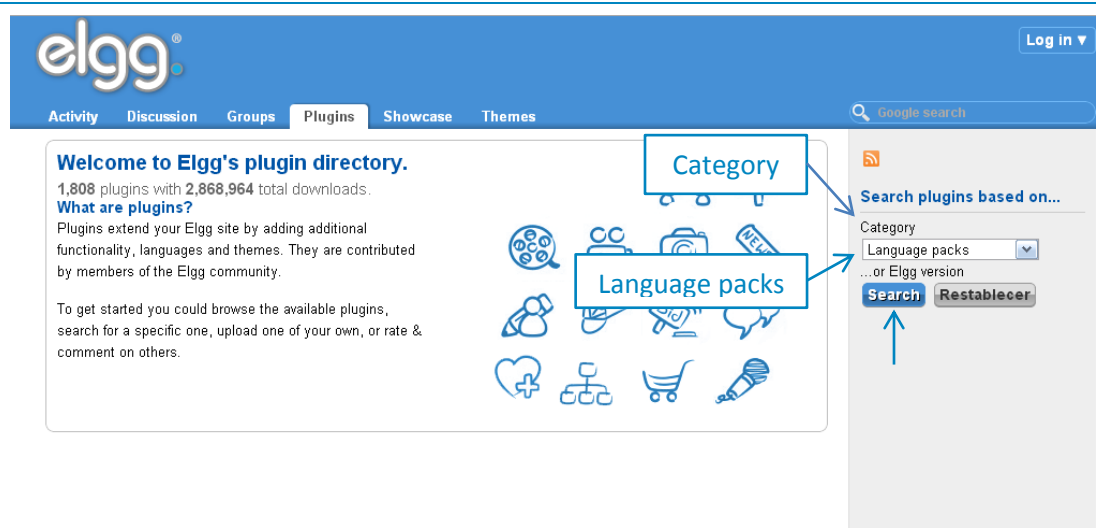 elgg®
Log in ▼
Activity Discussion Groups Plugins Showcase Themes
Google search
Welcome to Elgg's plugin directory.
1,808 plugins with 2,868,964 total downloads.
What are plugins?
Plugins extend your Elgg site by adding additional
functionality, languages and themes. They are contributed
by members of the Elgg community.
To get started you could browse the available plugins,
search for a specific one, upload one of your own, or rate &
comment on others.
Category
Language packs
NEWS
Search plugins based on...
Category
Language packs
...or Elgg version
Search Restablecer